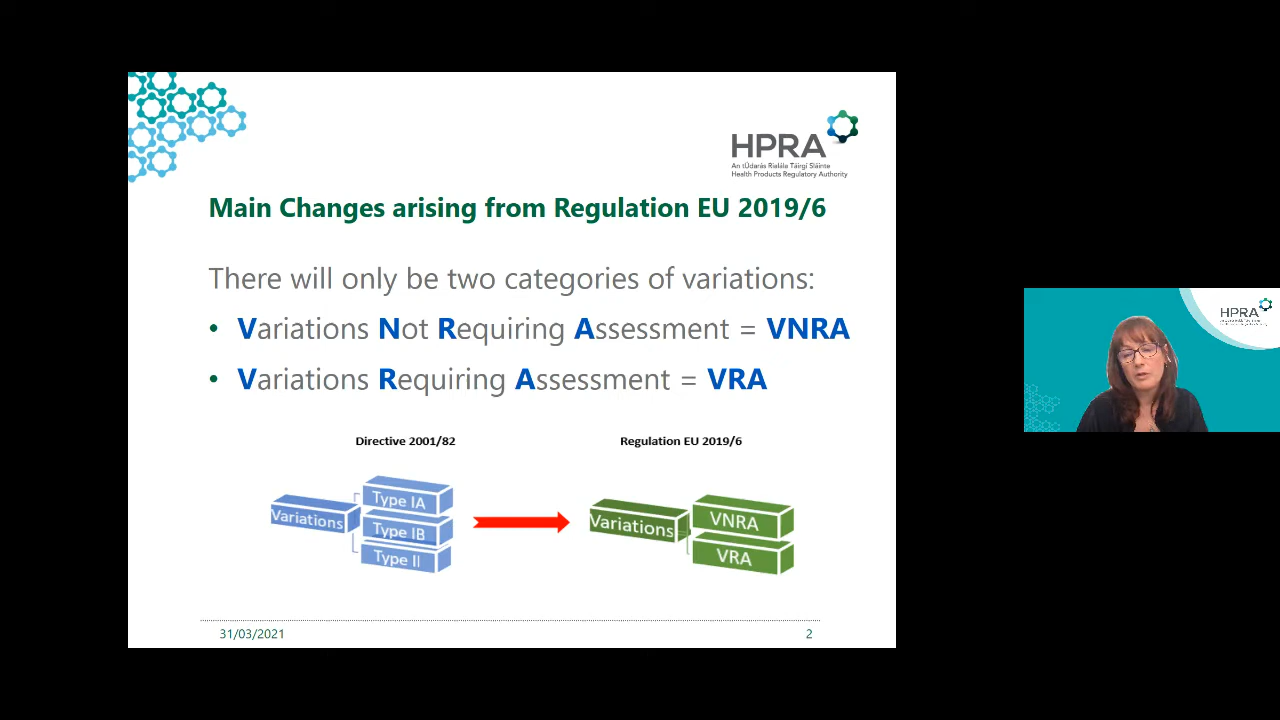 HPRA
An tÚdarás Rialála Táirgí Sláinte
Health Products Regulatory Authority
Main Changes arising from Regulation EU 2019/6
There will only be two categories of variations:
• Variations Not Requiring Assessment = VNRA
• Variations Requiring Assessment = VRA
Directive 2001/82
Regulation EU 2019/6
Variations
Type IA
Type IB
Type II
Variations
VNRA
VRA
31/03/2021
2
HPRA